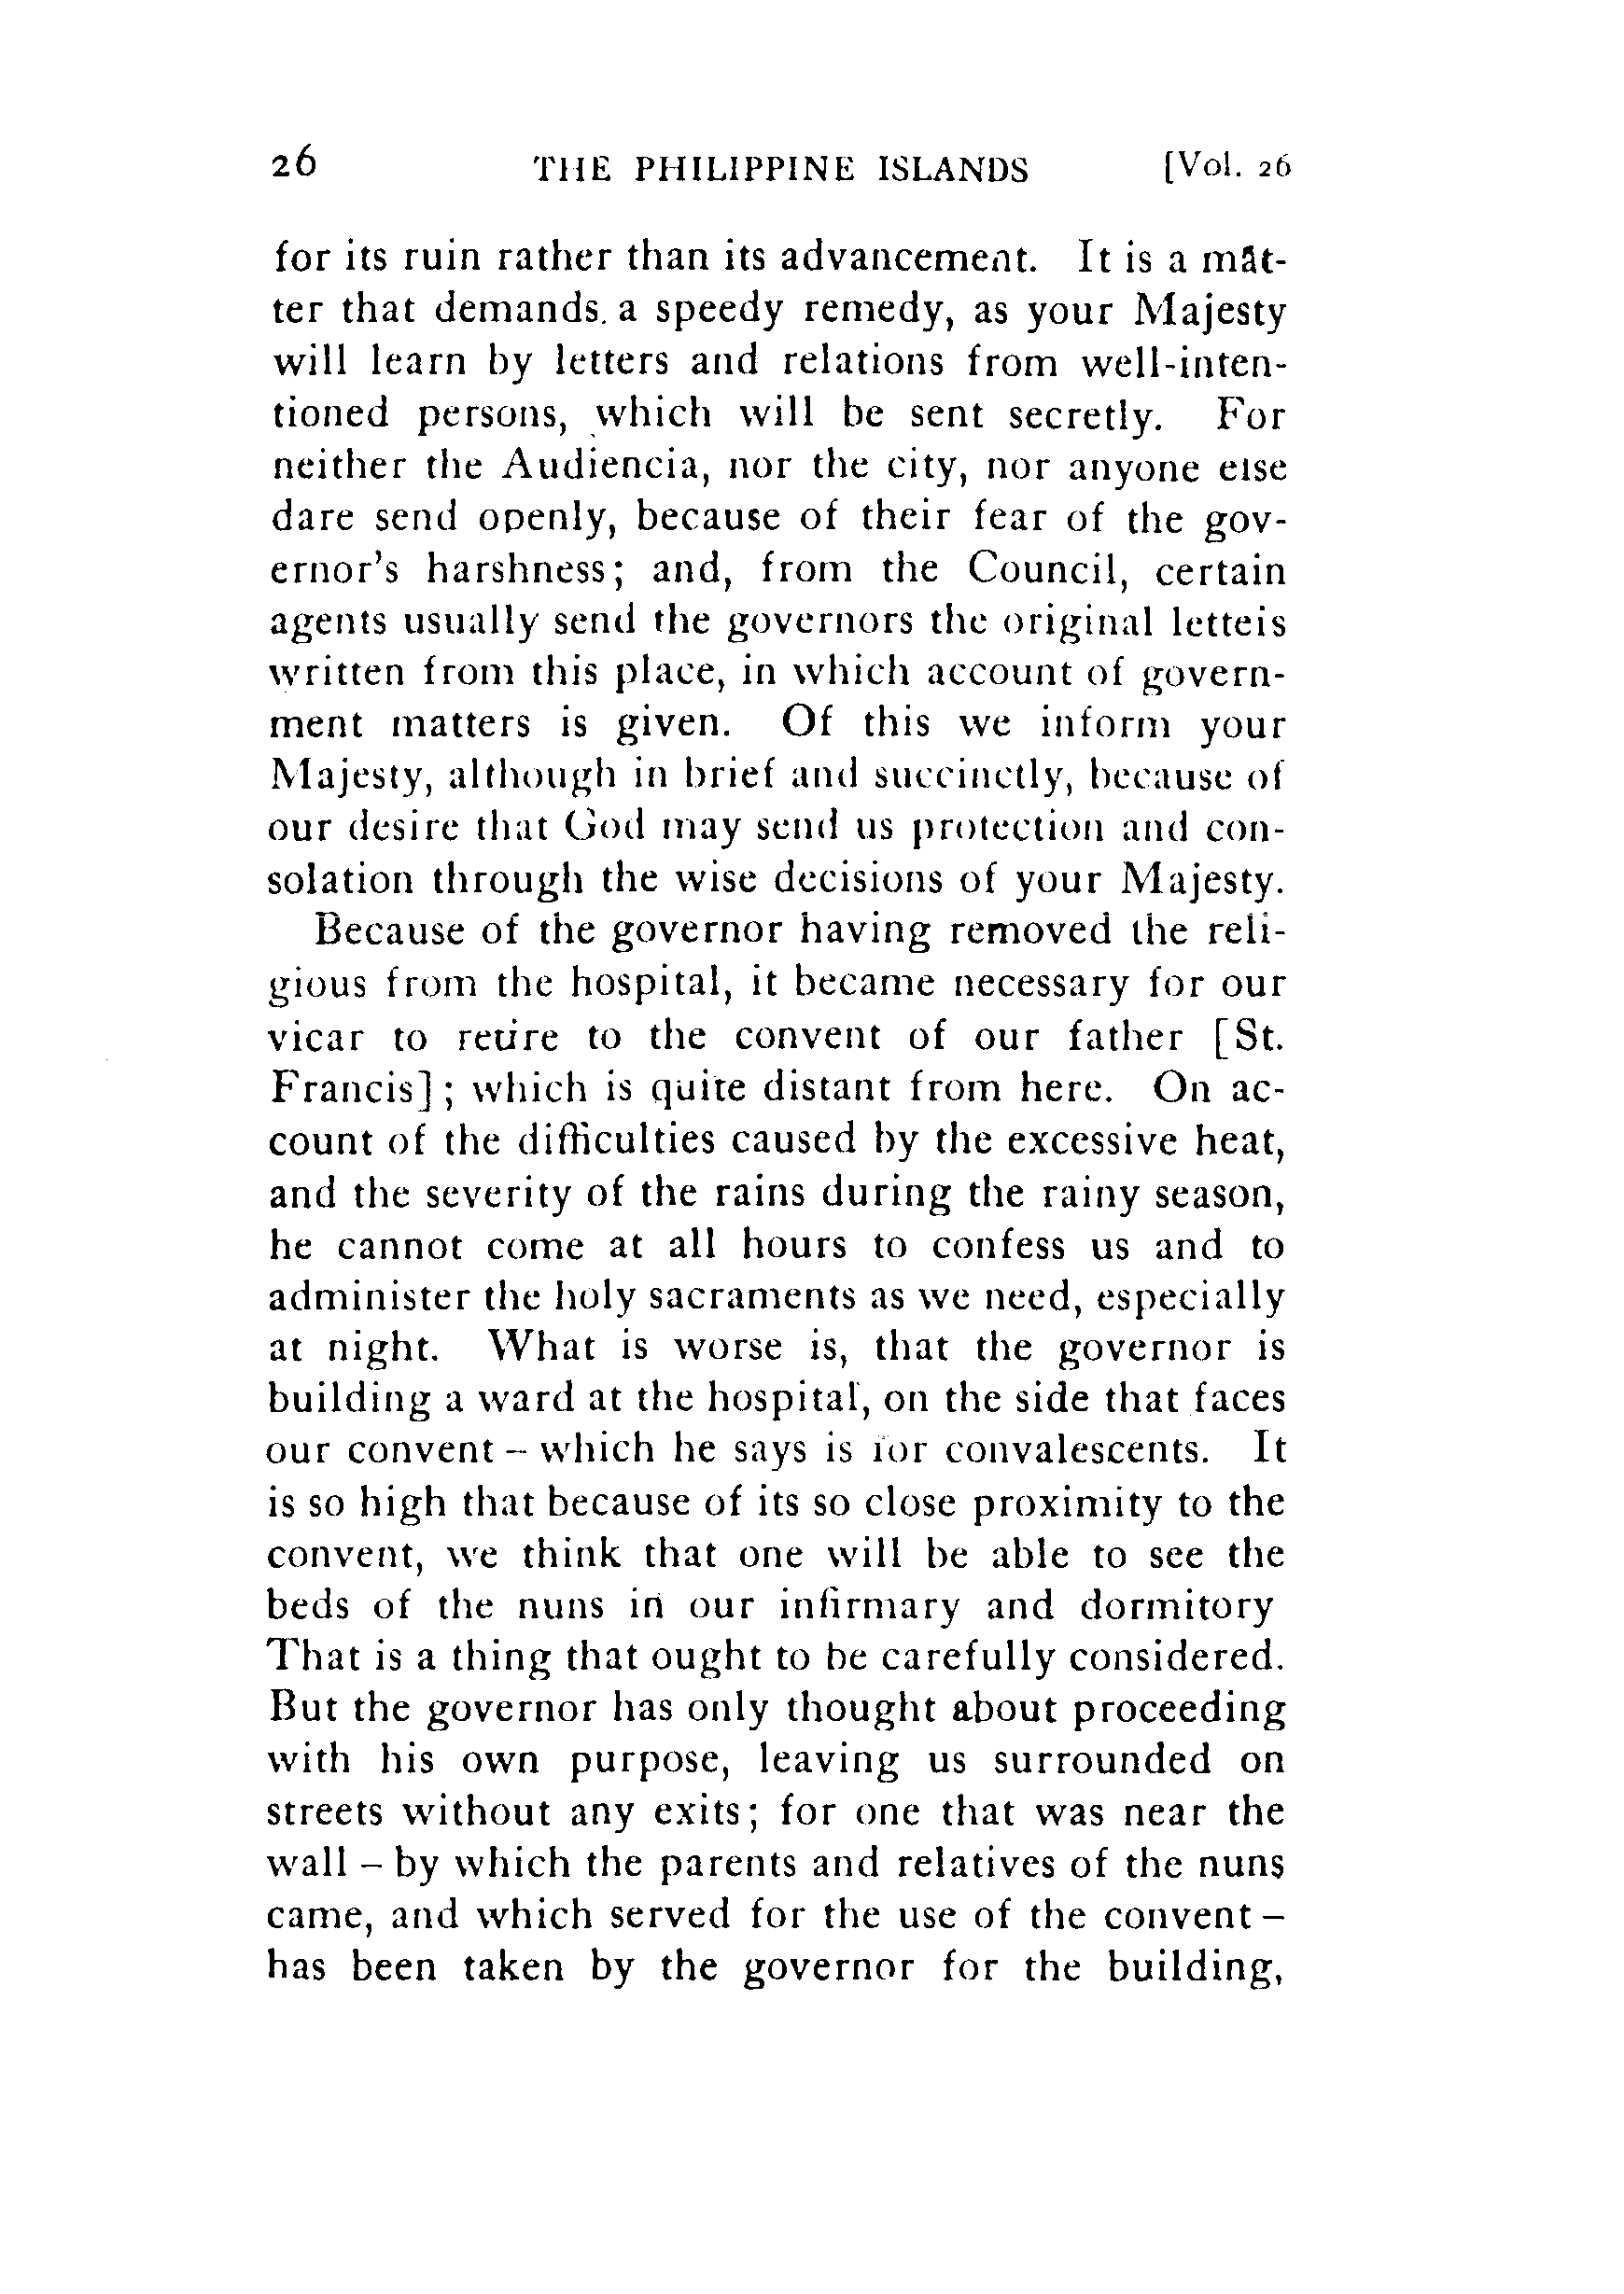 26 THE PHILIPPINE ISLANDS [Vol. 26
for its ruin rather than its advancement. It is a mat-
ter that demands. a speedy remedy, as your Majesty
will learn by letters and relations from well-inten-
tioned persons, which will be sent secretly. For
neither the Audiencia, nor the city, nor anyone else
dare send openly, because of their fear of the gov-
ernor's harshness; and, from the Council, certain
agents usually send the governors the original letters
written from this place, in which account of govern-
ment matters is given. Of this we inform your
Majesty, although in brief and succinctly, because of
our desire that God may send us protection and con-
solation through the wise decisions of your Majesty.
Because of the governor having removed the reli-
gious from the hospital, it became necessary for our
vicar to retire to the convent of our father [St.
Francis]; which is quite distant from here. On ac-
count of the difficulties caused by the excessive heat,
and the severity of the rains during the rainy season,
he cannot come at all hours to confess us and to
administer the holy sacraments as we need, especially
at night. What is worse is, that the governor is
building a ward at the hospital, on the side that faces
our convent – which he says is for convalescents. It
is so high that because of its so close proximity to the
convent, we think that one will be able to see the
beds of the nuns in our infirmary and dormitory
That is a thing that ought to be carefully considered.
But the governor has only thought about proceeding
with his own purpose, leaving us surrounded on
streets without any exits; for one that was near the
wall – by which the parents and relatives of the nuns
came, and which served for the use of the convent –
has been taken by the governor for the building,